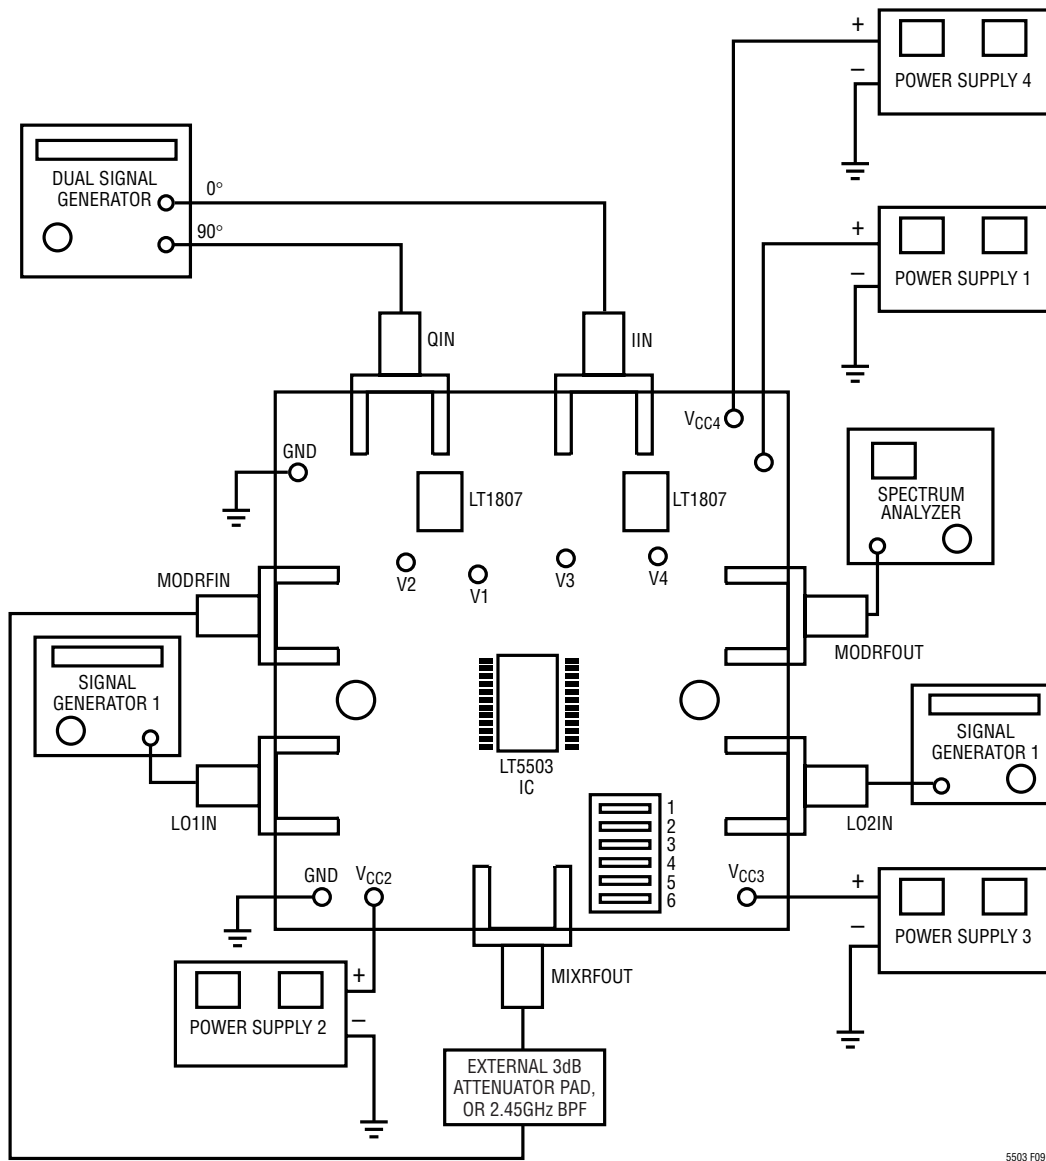 +
–
POWER SUPPLY 4
DUAL SIGNAL
GENERATOR
0°
90°
+
–
POWER SUPPLY 1
QIN
IIN
VCC4
GND
LT1807
LT1807
SPECTRUM
ANALYZER
MODRFIN
V2
V1
V3
V4
MODRFOUT
SIGNAL
GENERATOR 1
SIGNAL
GENERATOR 1
LT5503
IC
LO1IN
LO2IN
1
2
3
4
5
6
GND
VCC2
VCC3
+
–
POWER SUPPLY 3
MIXRFOUT
+
–
POWER SUPPLY 2
EXTERNAL 3dB
ATTENUATOR PAD,
OR 2.45GHz BPF
5503 F09